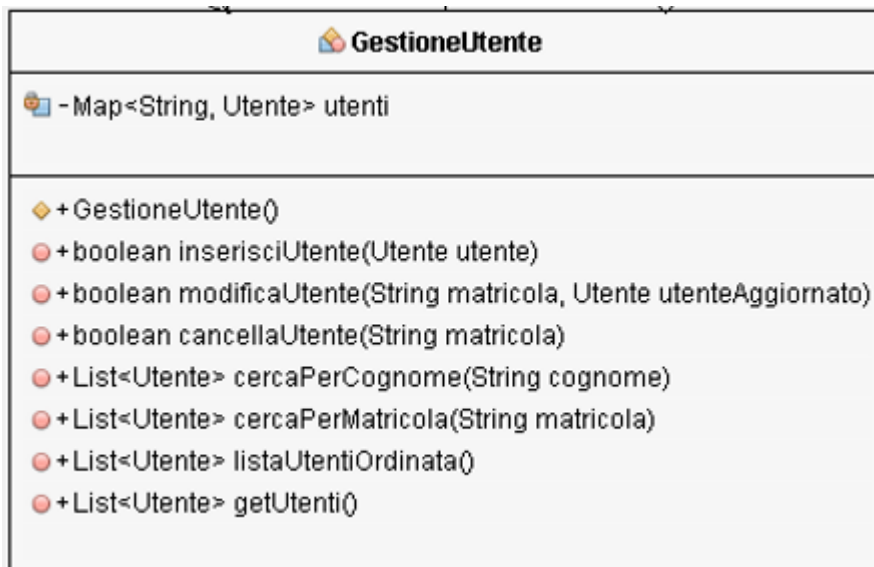 GestioneUtente
-Map<String, Utente> utenti
+GestioneUtente()
+boolean inserisciUtente(Utente utente)
+boolean modificaUtente(String matricola, Utente utenteAggiornato)
+boolean cancellaUtente(String matricola)
+List<Utente> cercaPerCognome(String cognome)
+List<Utente> cercaPerMatricola(String matricola)
+List<Utente> listaUtentiOrdinata()
+List<Utente> getUtenti()